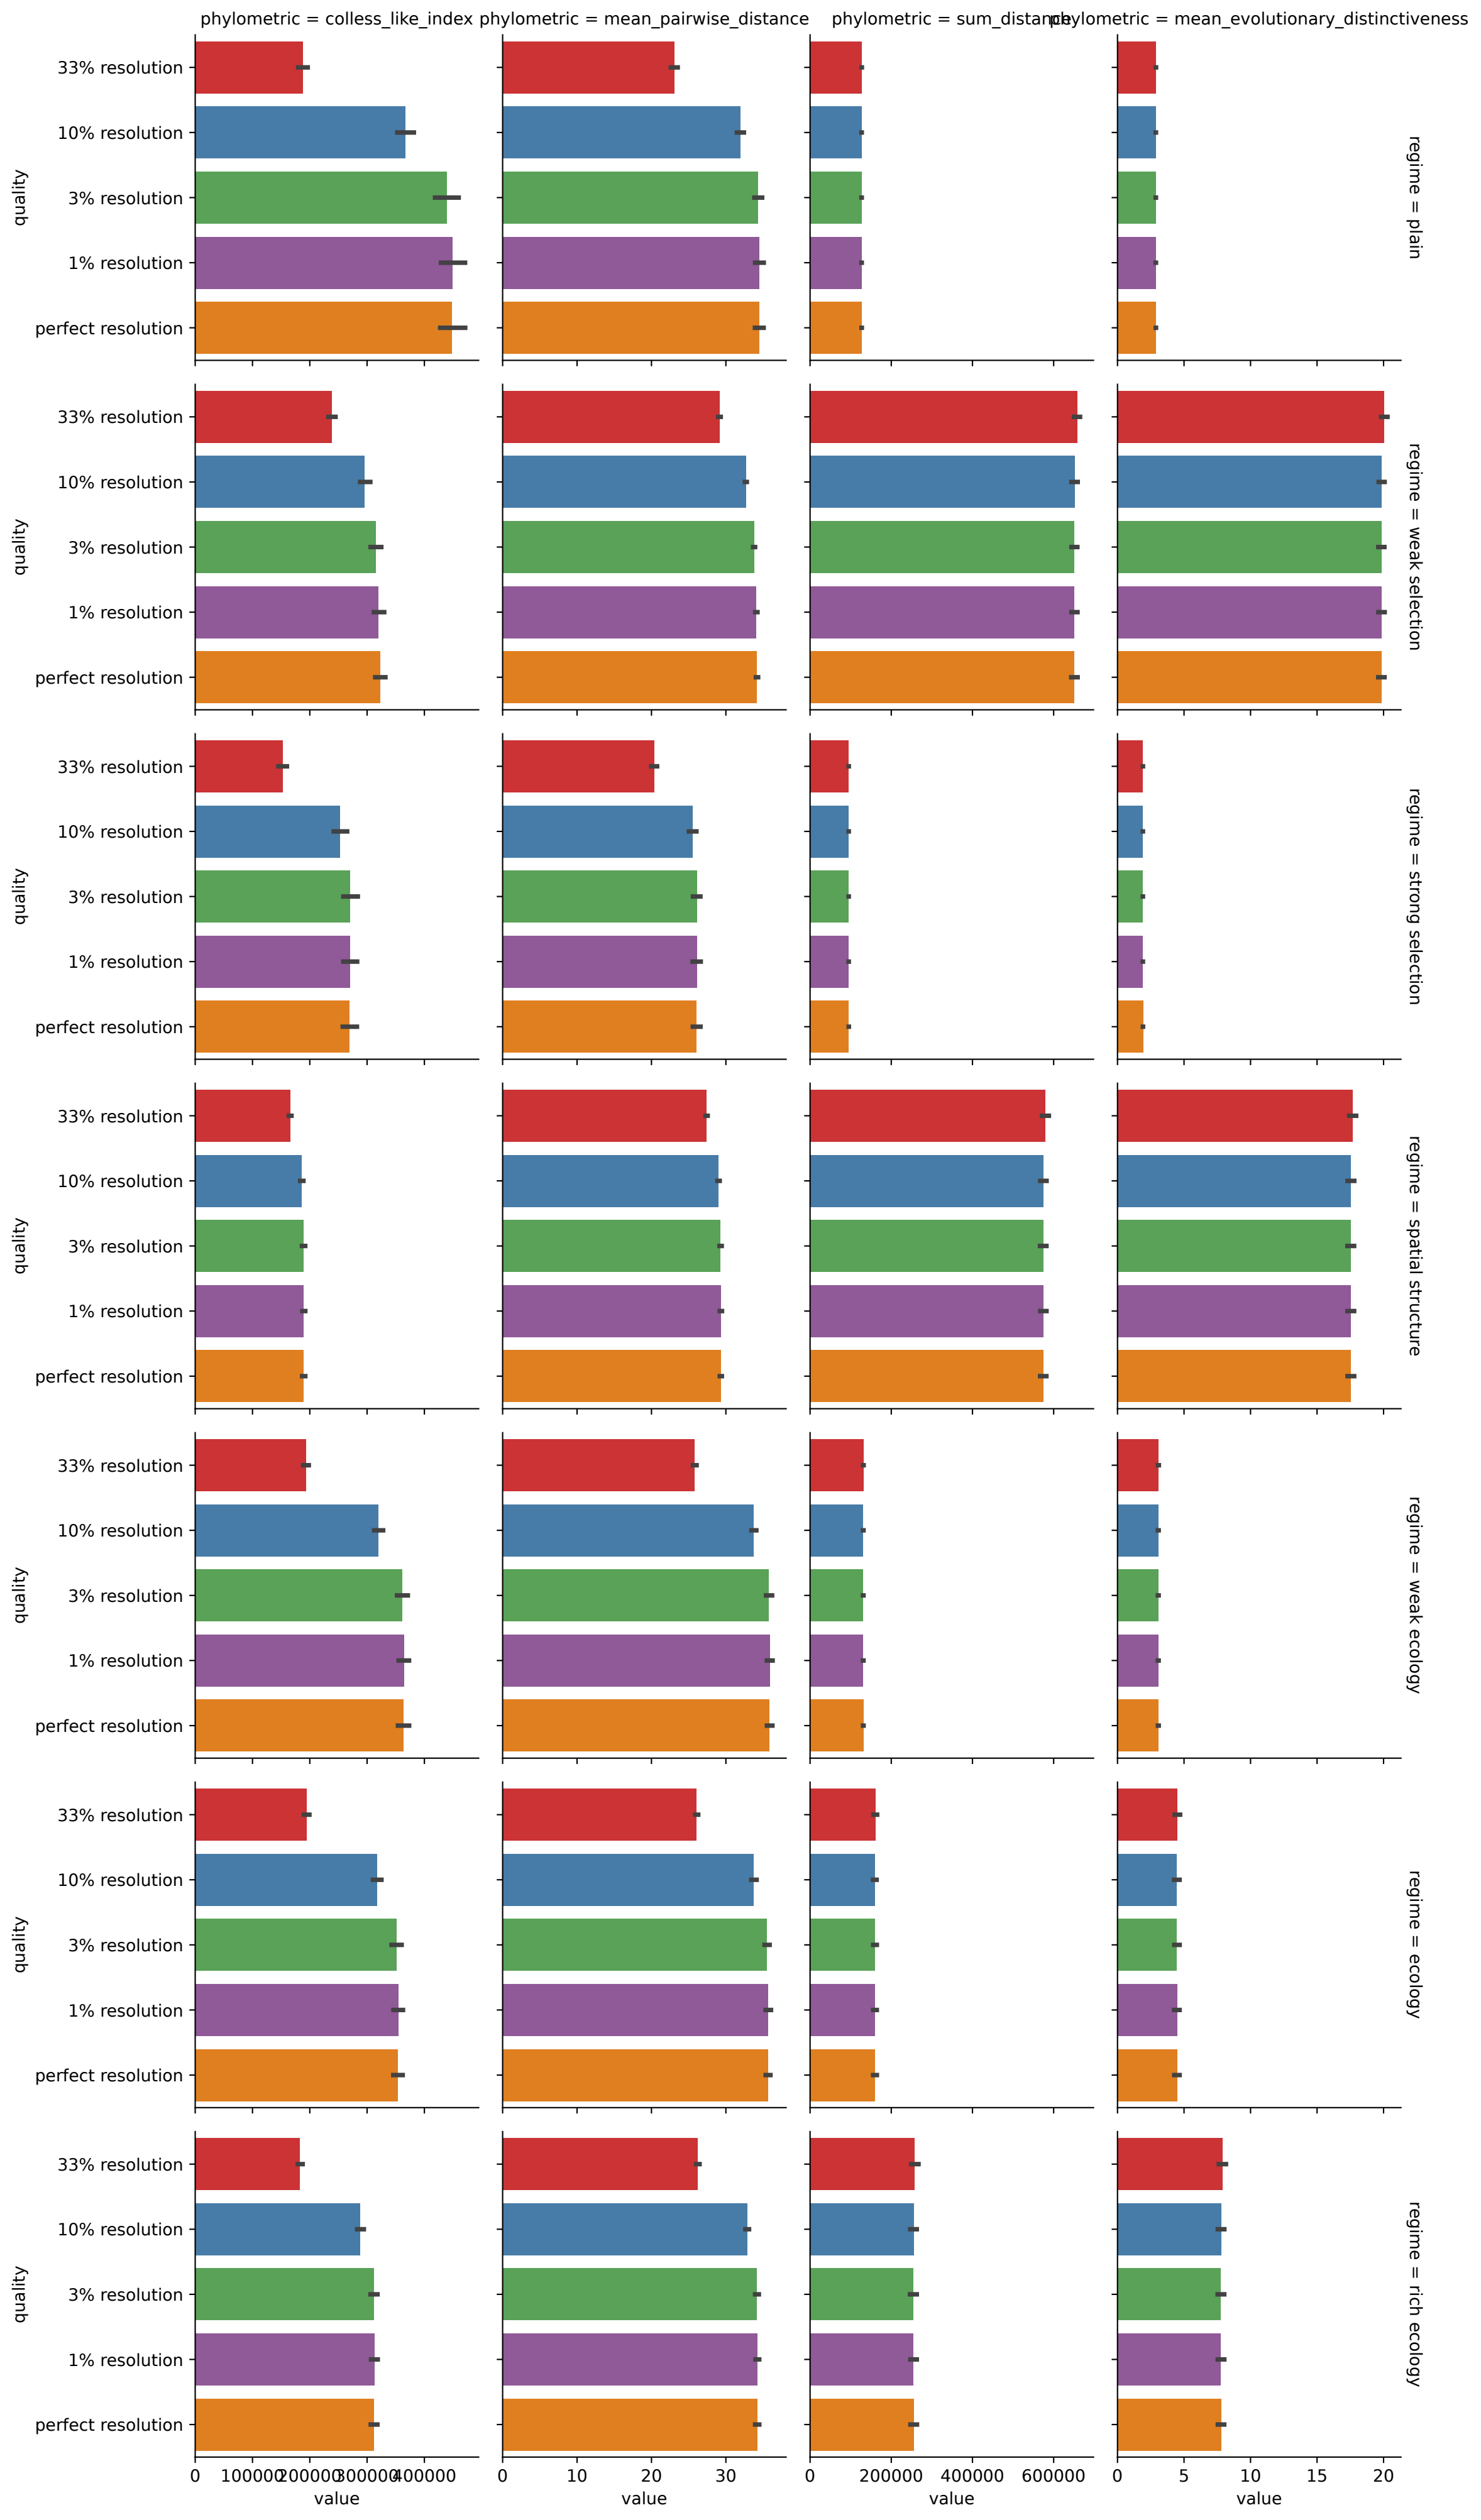 phylometric = colless_like_index
phylometric = mean_pairwise_distance
phylometric = sum_distance
phylometric = mean_evolutionary_distinctiveness
quality
33% resolution
10% resolution
3% resolution
1% resolution
perfect resolution
regime = plain
quality
33% resolution
10% resolution
3% resolution
1% resolution
perfect resolution
regime = weak selection
quality
33% resolution
10% resolution
3% resolution
1% resolution
perfect resolution
regime = strong selection
quality
33% resolution
10% resolution
3% resolution
1% resolution
perfect resolution
regime = spatial structure
quality
33% resolution
10% resolution
3% resolution
1% resolution
perfect resolution
regime = weak ecology
quality
33% resolution
10% resolution
3% resolution
1% resolution
perfect resolution
regime = ecology
quality
33% resolution
10% resolution
3% resolution
1% resolution
perfect resolution
regime = rich ecology
0 100000 200000 300000 400000
0 10 20 30
0 200000 400000 600000
0 5 10 15 20
value
value
value
value